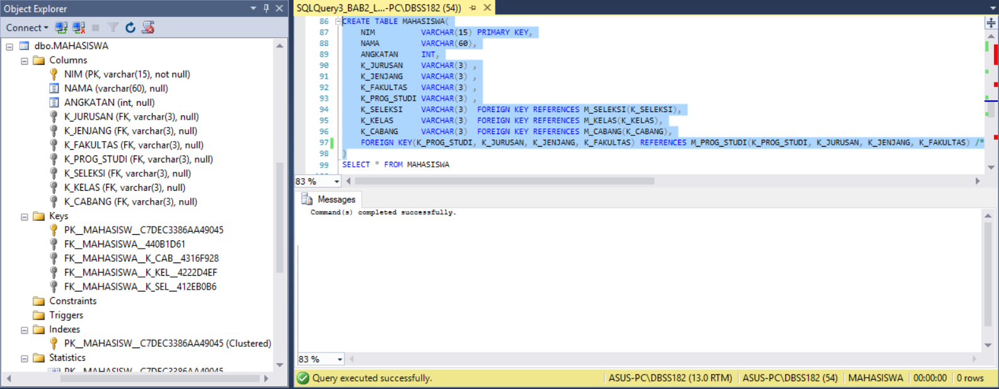 Object Explorer
Connect
dbo.MAHASISWA
Columns
NIM (PK, varchar(15), not null)
NAMA (varchar(60), null)
ANGKATAN (int, null)
K_JURUSAN (FK, varchar(3), null)
K_JENJANG (FK, varchar(3), null)
K_FAKULTAS (FK, varchar(3), null)
K_PROG_STUDI (FK, varchar(3), null)
K_SELEKSI (FK, varchar(3), null)
K_KELAS (FK, varchar(3), null)
K_CABANG (FK, varchar(3), null)
Keys
PK__MAHASISW__C7DEC3386AA49045
FK__MAHASISWA__440B1D61
FK__MAHASISWA__K_CAB__4316F928
FK__MAHASISWA__K_KEL__4222D4EF
FK__MAHASISWA__K_SEL__412EB0B6
Constraints
Triggers
Indexes
PK__MAHASISW__C7DEC3386AA49045 (Clustered)
Statistics
PK__MAHASISW__C7DEC3386AA49045
SQLQuery3_BAB2_L...-PC\DBSS182 (54))
86 CREATE TABLE MAHASISWA(
87 NIM VARCHAR(15) PRIMARY KEY,
88 NAMA VARCHAR(60),
89 ANGKATAN INT,
90 K_JURUSAN VARCHAR(3) ,
91 K_JENJANG VARCHAR(3) ,
92 K_FAKULTAS VARCHAR(3) ,
93 K_PROG_STUDI VARCHAR(3) ,
94 K_SELEKSI VARCHAR(3) FOREIGN KEY REFERENCES M_SELEKSI(K_SELEKSI),
95 K_KELAS VARCHAR(3) FOREIGN KEY REFERENCES M_KELAS(K_KELAS),
96 K_CABANG VARCHAR(3) FOREIGN KEY REFERENCES M_CABANG(K_CABANG),
97 FOREIGN KEY(K_PROG_STUDI, K_JURUSAN, K_JENJANG, K_FAKULTAS) REFERENCES M_PROG_STUDI(K_PROG_STUDI, K_JURUSAN, K_JENJANG, K_FAKULTAS) /*
98 )
99 SELECT * FROM MAHASISWA
83 %
Messages
Command(s) completed successfully.
83 %
Query executed successfully.
ASUS-PC\DBSS182 (13.0 RTM)
ASUS-PC\DBSS182 (54)
MAHASISWA
00:00:00
0 rows